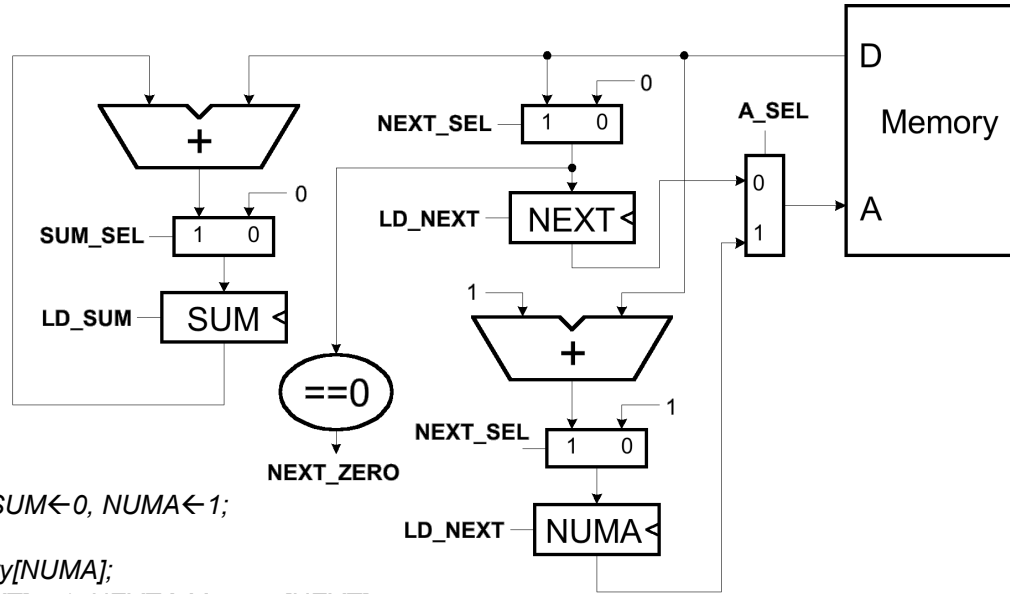 D
0
A_SEL
NEXT_SEL
1 0
Memory
+
0
0
LD_NEXT
NEXT
A
SUM_SEL
1 0
1
1
LD_SUM
SUM
+
==0
1
NEXT_SEL
1 0
NEXT_ZERO
SUM←0, NUMA←1;
LD_NEXT
NUMA
y[NUMA];